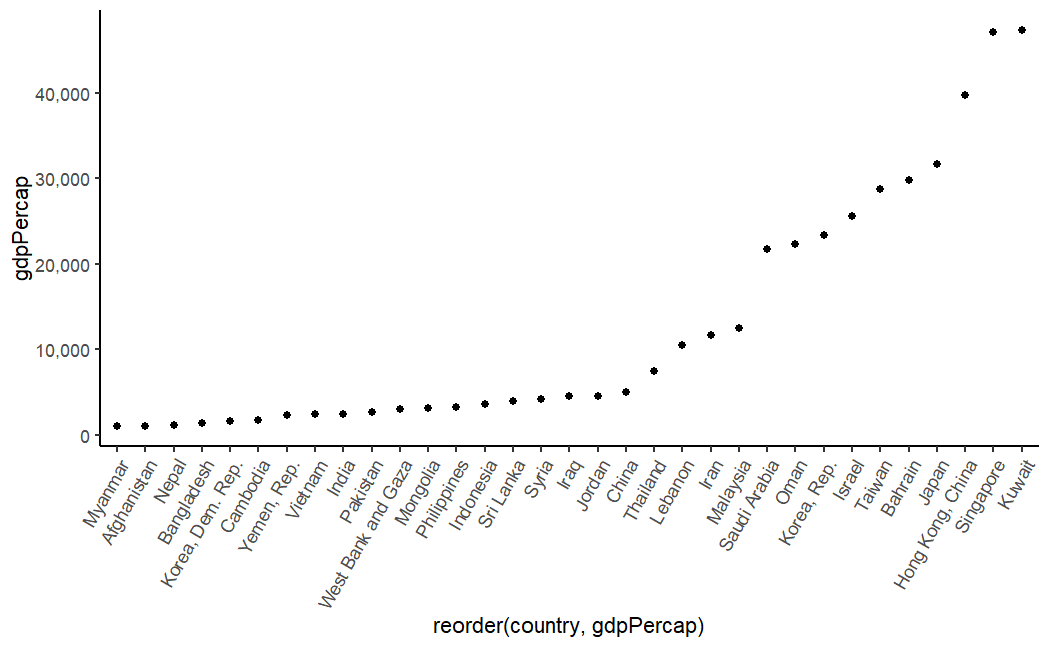 gdpPercap
40,000
30,000
20,000
10,000
0
Myanmar
Afghanistan
Nepal
Bangladesh
Korea, Dem. Rep.
Cambodia
Yemen, Rep.
Vietnam
India
Pakistan
West Bank and Gaza
Mongolia
Philippines
Indonesia
Sri Lanka
Syria
Iraq
Jordan
China
Thailand
Lebanon
Iran
Malaysia
Saudi Arabia
Oman
Korea, Rep.
Israel
Taiwan
Bahrain
Japan
Hong Kong, China
Singapore
Kuwait
reorder(country, gdpPercap)